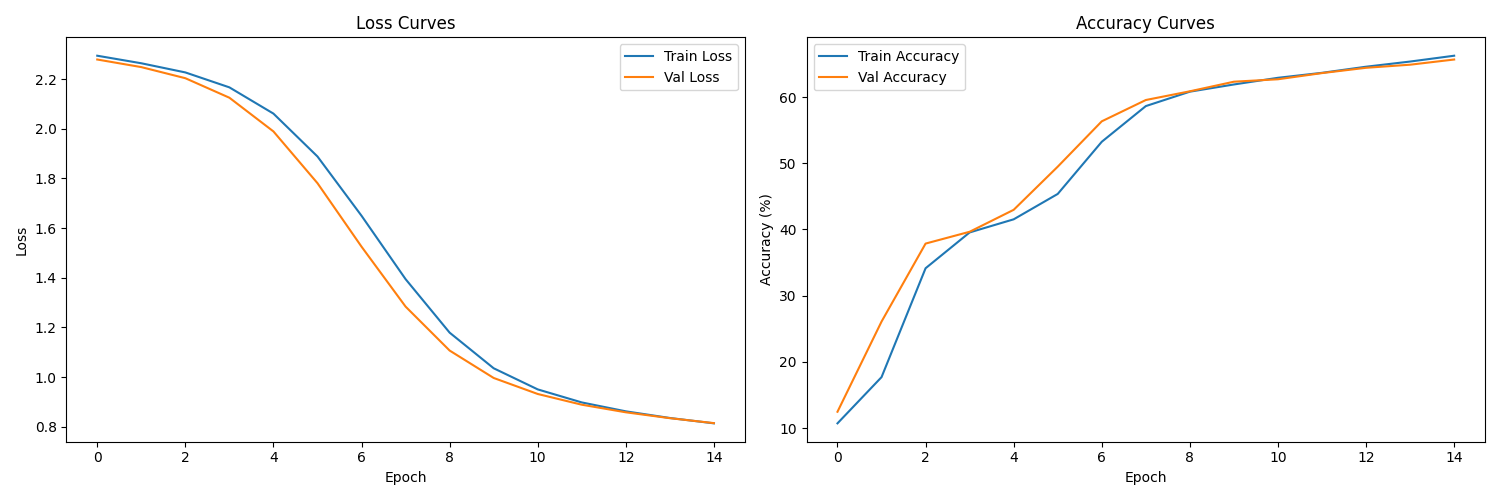 Loss Curves
Train Loss
Val Loss
Loss
2.2
2.0
1.8
1.6
1.4
1.2
1.0
0.8
0 2 4 6 8 10 12 14
Epoch
Accuracy Curves
Train Accuracy
Val Accuracy
Accuracy (%)
60
50
40
30
20
10
0 2 4 6 8 10 12 14
Epoch